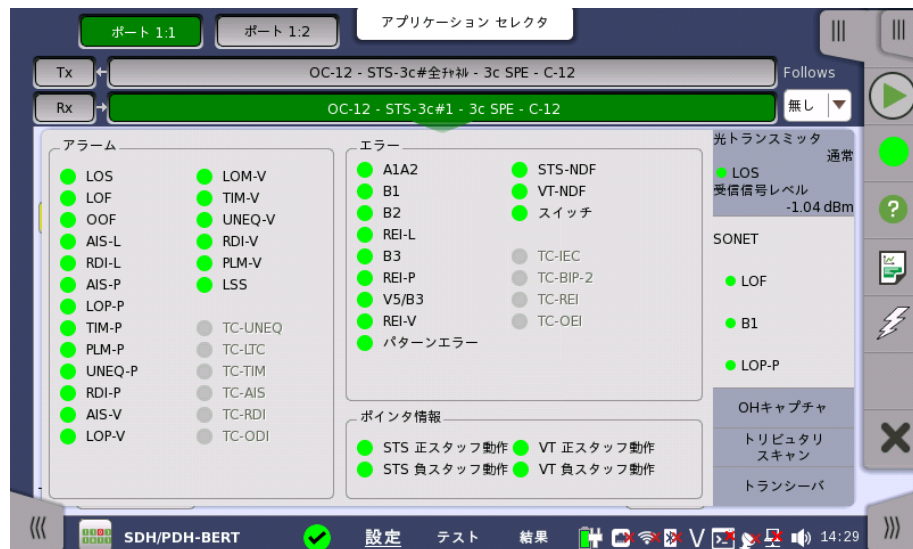 アプリケーション セレクタ
ポート 1:1
ポート 1:2
Tx
OC-12 - STS-3c#全ﾁｬﾈﾙ - 3c SPE - C-12
Follows
Rx
OC-12 - STS-3c#1 - 3c SPE - C-12
無し
アラーム
LOS
LOF
OOF
AIS-L
RDI-L
AIS-P
LOP-P
TIM-P
PLM-P
UNEQ-P
RDI-P
AIS-V
LOP-V
LOM-V
TIM-V
UNEQ-V
RDI-V
PLM-V
LSS
TC-UNEQ
TC-LTC
TC-TIM
TC-AIS
TC-RDI
TC-ODI
エラー
A1A2
B1
B2
REI-L
B3
REI-P
V5/B3
REI-V
パターンエラー
STS-NDF
VT-NDF
スイッチ
TC-IEC
TC-BIP-2
TC-REI
TC-OEI
ポインタ情報
STS 正スタッフ動作
VT 正スタッフ動作
STS 負スタッフ動作
VT 負スタッフ動作
光トランスミッタ
通常
LOS
受信信号レベル
-1.04 dBm
SONET
LOF
B1
LOP-P
OHキャプチャ
トリビュタリ
スキャン
トランシーバ
SDH/PDH-BERT
設定
テスト
結果
14:29